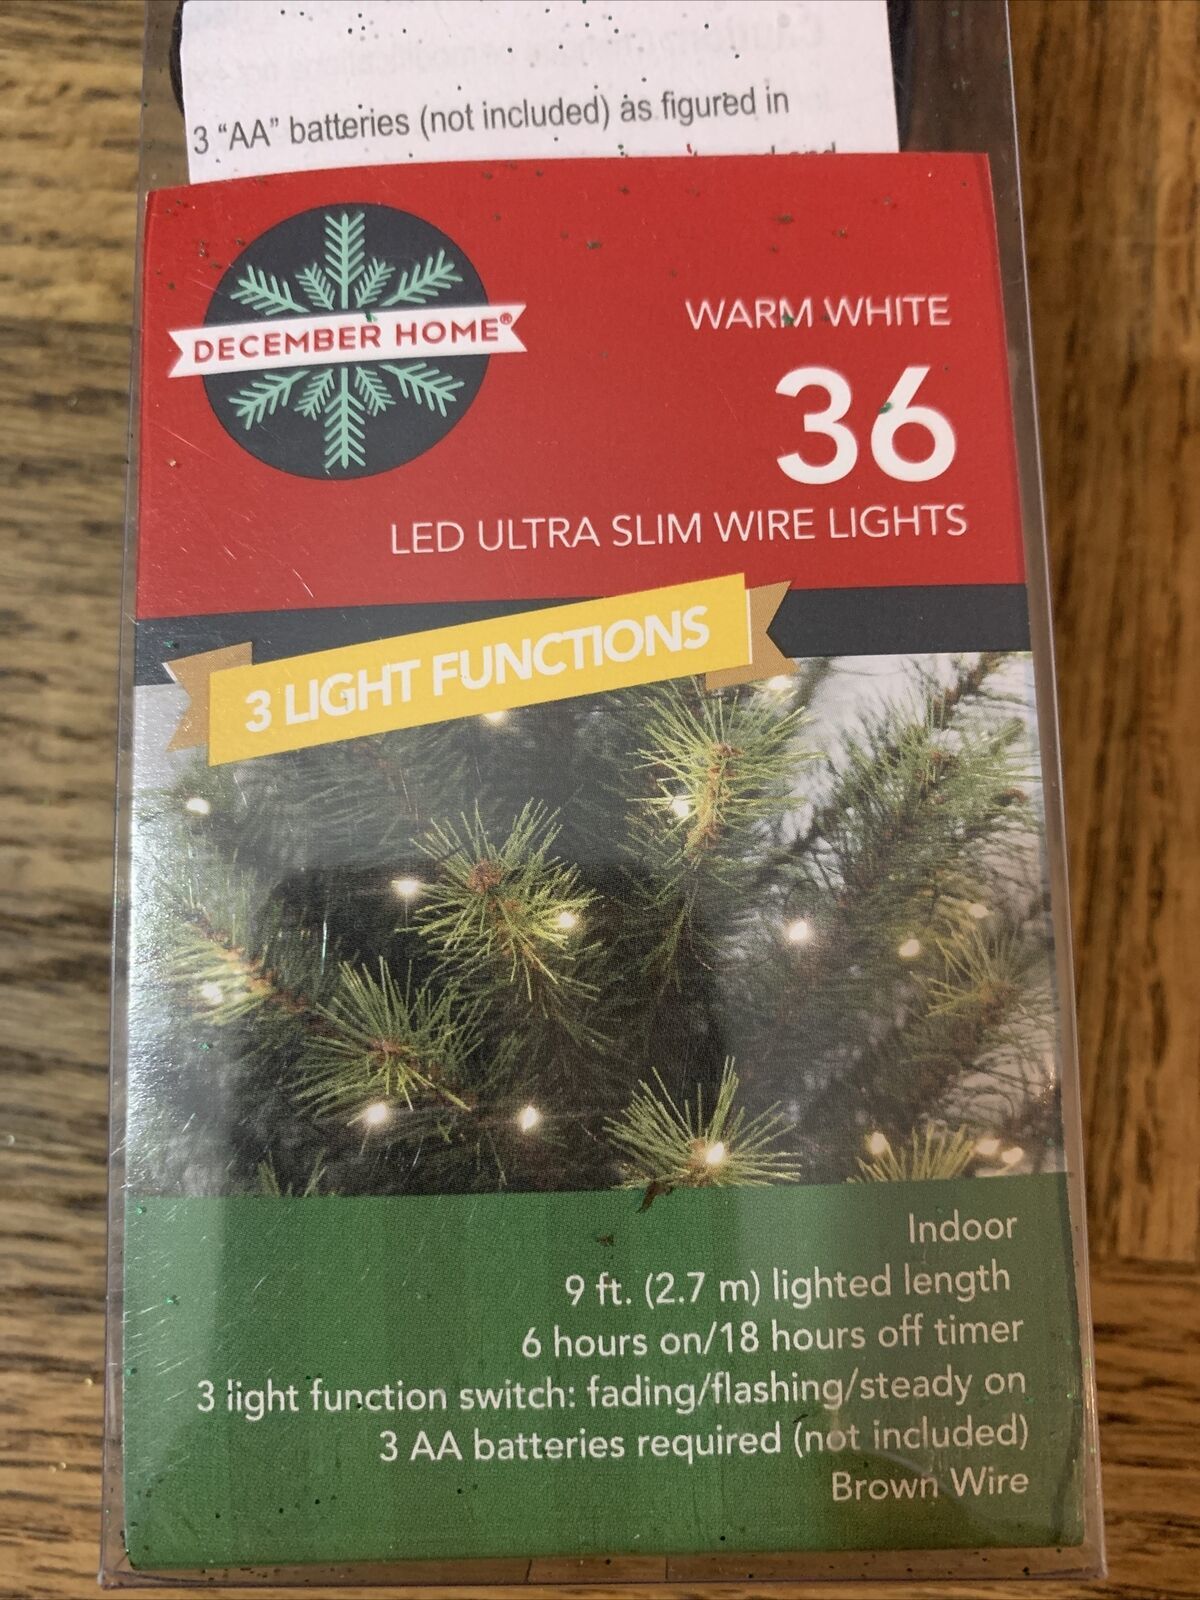 3 “AA” batteries (not included) as figured in
DECEMBER HOME®
WARM WHITE
36
LED ULTRA SLIM WIRE LIGHTS
3 LIGHT FUNCTIONS
Indoor
9 ft. (2.7 m) lighted length
6 hours on/18 hours off timer
3 light function switch: fading/flashing/steady on
3 AA batteries required (not included)
Brown Wire